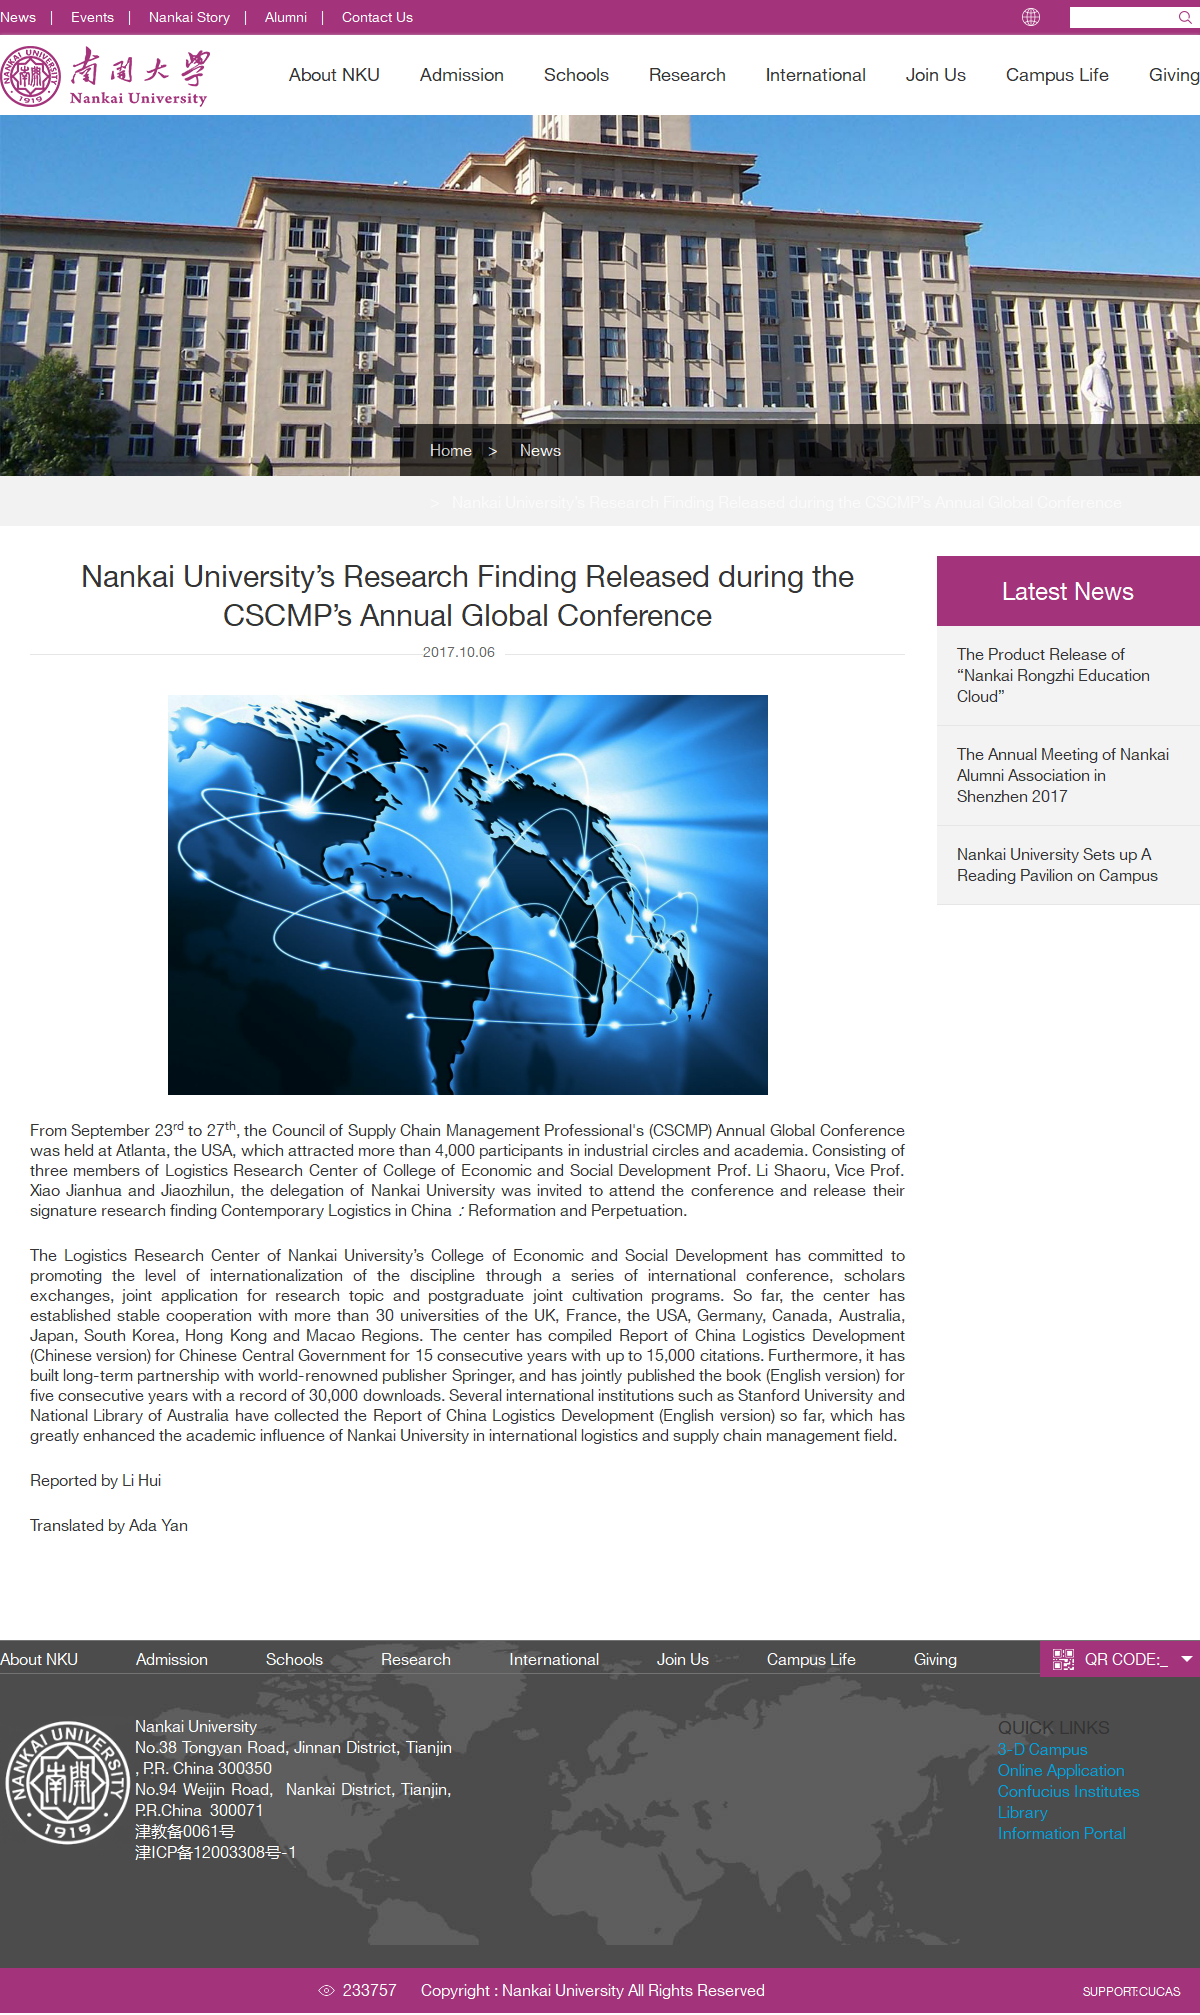 News | Events | Nankai Story | Alumni | Contact Us
NANKAI UNIVERSITY
1919
南開大學
Nankai University
About NKU Admission Schools Research International Join Us Campus Life Giving
Home > News
> Nankai University's Research Finding Released during the CSCMP's Annual Global Conference
Nankai University’s Research Finding Released during the
CSCMP’s Annual Global Conference
2017.10.06
Latest News
The Product Release of
“Nankai Rongzhi Education
Cloud”
The Annual Meeting of Nankai
Alumni Association in
Shenzhen 2017
Nankai University Sets up A
Reading Pavilion on Campus
From September 23rd to 27th, the Council of Supply Chain Management Professional's (CSCMP) Annual Global Conference
was held at Atlanta, the USA, which attracted more than 4,000 participants in industrial circles and academia. Consisting of
three members of Logistics Research Center of College of Economic and Social Development Prof. Li Shaoru, Vice Prof.
Xiao Jianhua and Jiaozhilun, the delegation of Nankai University was invited to attend the conference and release their
signature research finding Contemporary Logistics in China：Reformation and Perpetuation.
The Logistics Research Center of Nankai University’s College of Economic and Social Development has committed to
promoting the level of internationalization of the discipline through a series of international conference, scholars
exchanges, joint application for research topic and postgraduate joint cultivation programs. So far, the center has
established stable cooperation with more than 30 universities of the UK, France, the USA, Germany, Canada, Australia,
Japan, South Korea, Hong Kong and Macao Regions. The center has compiled Report of China Logistics Development
(Chinese version) for Chinese Central Government for 15 consecutive years with up to 15,000 citations. Furthermore, it has
built long-term partnership with world-renowned publisher Springer, and has jointly published the book (English version) for
five consecutive years with a record of 30,000 downloads. Several international institutions such as Stanford University and
National Library of Australia have collected the Report of China Logistics Development (English version) so far, which has
greatly enhanced the academic influence of Nankai University in international logistics and supply chain management field.
Reported by Li Hui
Translated by Ada Yan
About NKU Admission Schools Research International Join Us Campus Life Giving QR CODE:_
NANKAI UNIVERSITY
南開
1919
Nankai University
No.38 Tongyan Road, Jinnan District, Tianjin
, P.R. China 300350
No.94 Weijin Road, Nankai District, Tianjin,
P.R.China 300071
津教备0061号
津ICP备12003308号-1
QUICK LINKS
3-D Campus
Online Application
Confucius Institutes
Library
Information Portal
233757 Copyright : Nankai University All Rights Reserved
SUPPORT:CUCAS